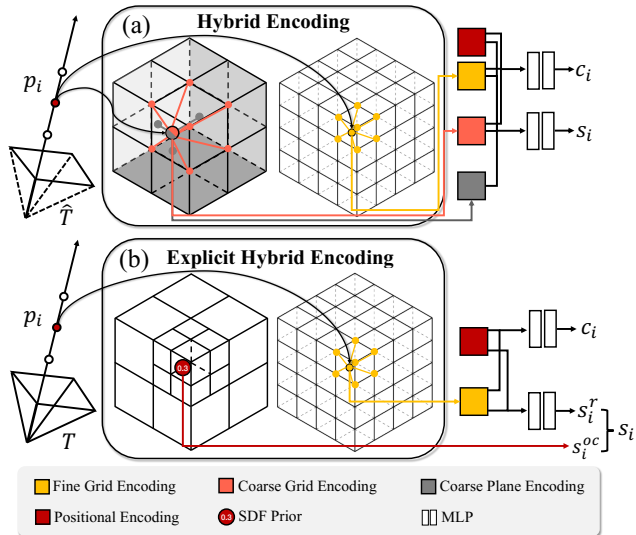 (a) Hybrid Encoding
p_i
T̂
c_i
s_i
(b) Explicit Hybrid Encoding
p_i
0.3
T
c_i
s_i^r
s_i^{oc}
s_i
Fine Grid Encoding
Coarse Grid Encoding
Coarse Plane Encoding
Positional Encoding
0.3 SDF Prior
MLP